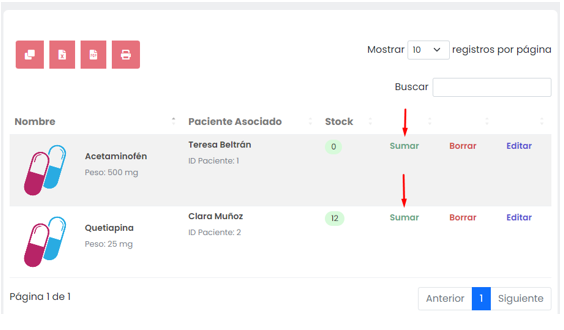 Mostrar 10 registros por página
Buscar
Nombre Paciente Asociado Stock
Acetaminofén
Peso: 500 mg
Teresa Beltrán
ID Paciente: 1
0 Sumar Borrar Editar
Quetiapina
Peso: 25 mg
Clara Muñoz
ID Paciente: 2
12 Sumar Borrar Editar
Página 1 de 1
Anterior 1 Siguiente